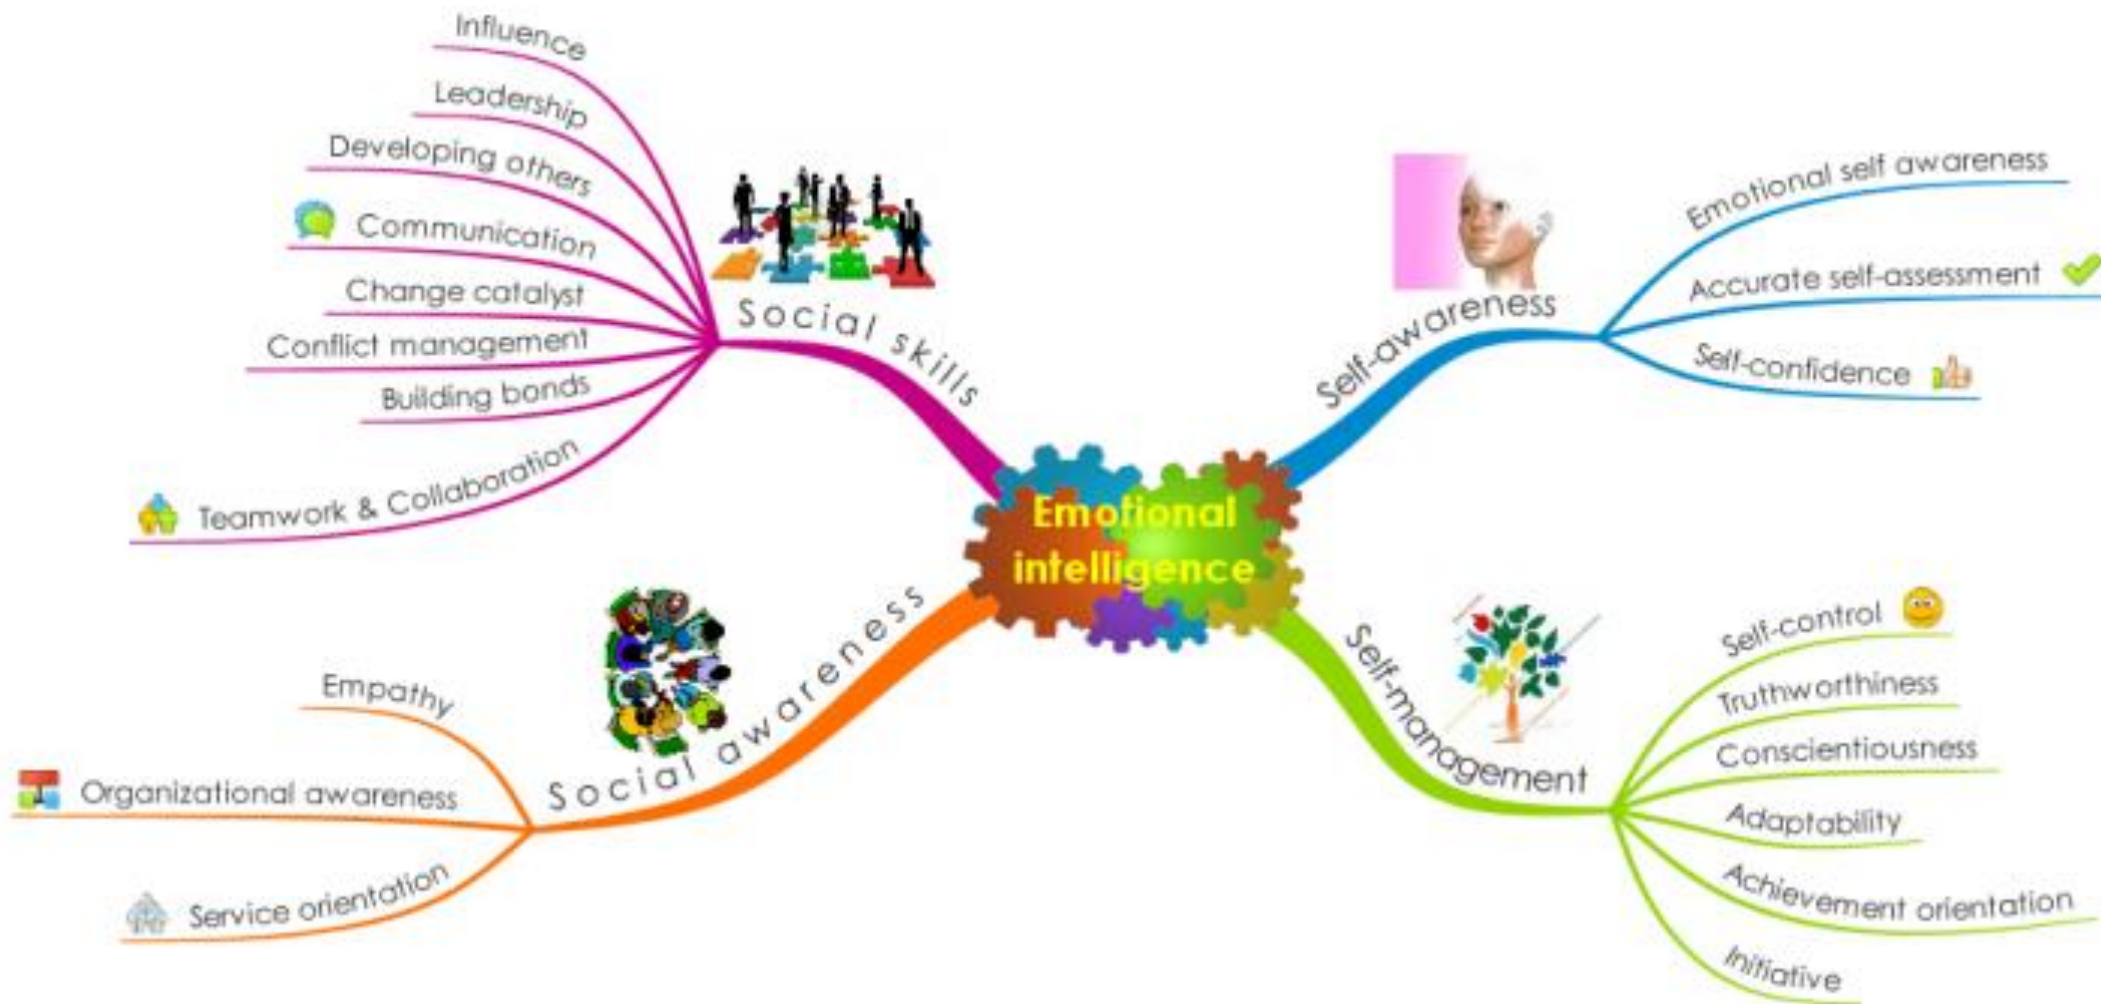 Emotional
intelligence
Social skills
Influence
Leadership
Developing others
Communication
Change catalyst
Conflict management
Building bonds
Teamwork & Collaboration
Self-awareness
Emotional self awareness
Accurate self-assessment
Self-confidence
Social awareness
Empathy
Organizational awareness
Service orientation
Self-management
Self-control
Truthworthiness
Conscientiousness
Adaptability
Achievement orientation
Initiative